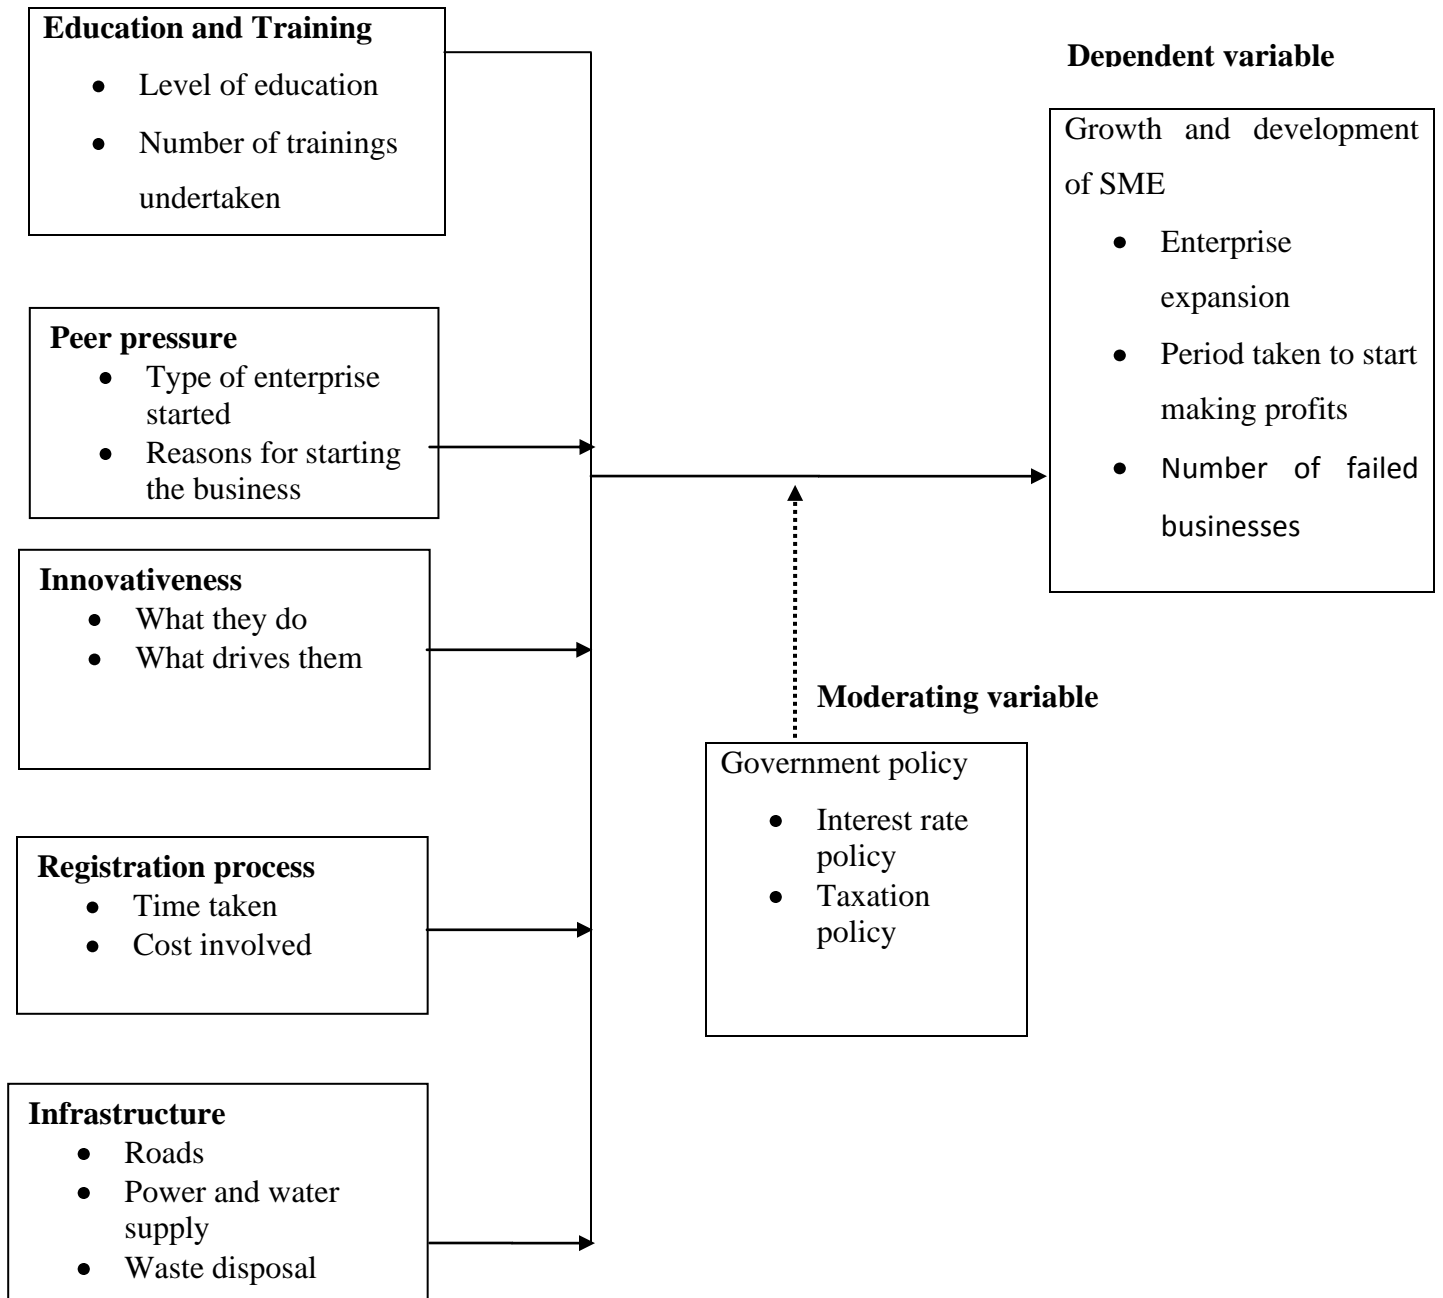 Education and Training
• Level of education
• Number of trainings
undertaken
Peer pressure
• Type of enterprise
started
• Reasons for starting
the business
Innovativeness
• What they do
• What drives them
Registration process
• Time taken
• Cost involved
Infrastructure
• Roads
• Power and water
supply
• Waste disposal
Dependent variable
Growth and development
of SME
• Enterprise
expansion
• Period taken to start
making profits
• Number of failed
businesses
Moderating variable
Government policy
• Interest rate
policy
• Taxation
policy